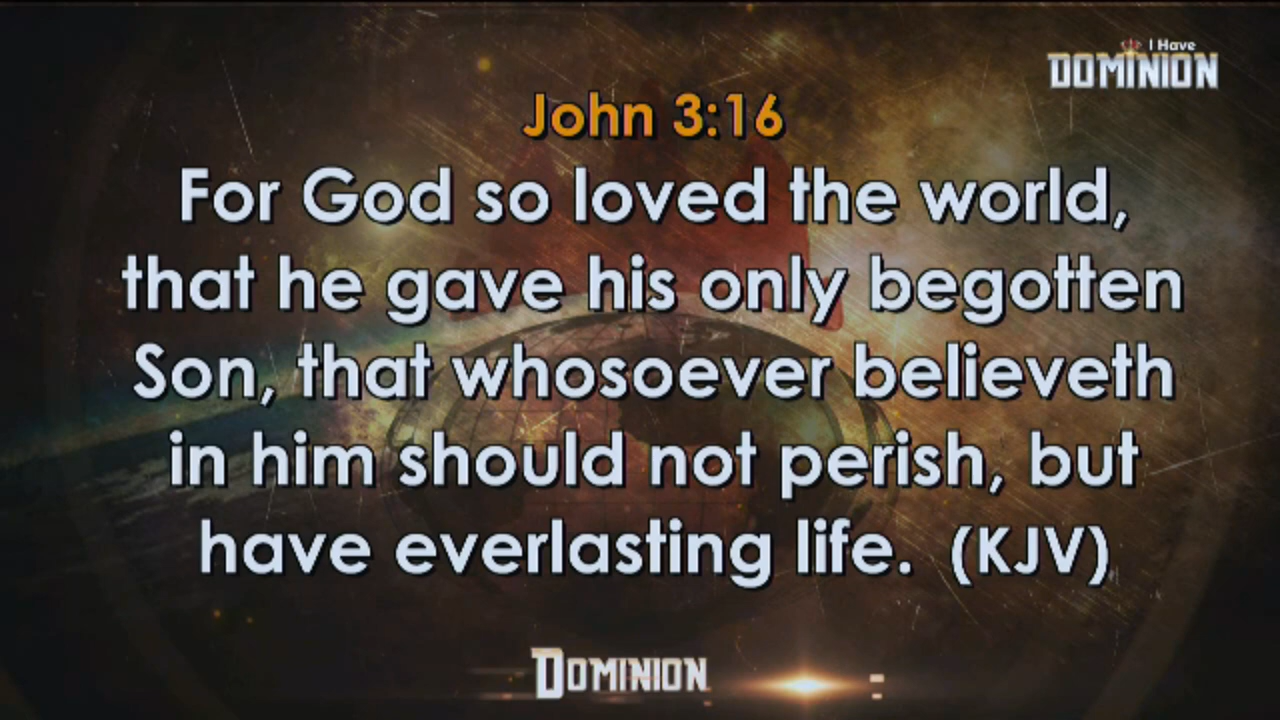 I Have
DOMINION
John 3:16
For God so loved the world,
that he gave his only begotten
Son, that whosoever believeth
in him should not perish, but
have everlasting life. (KJV)
DOMINION